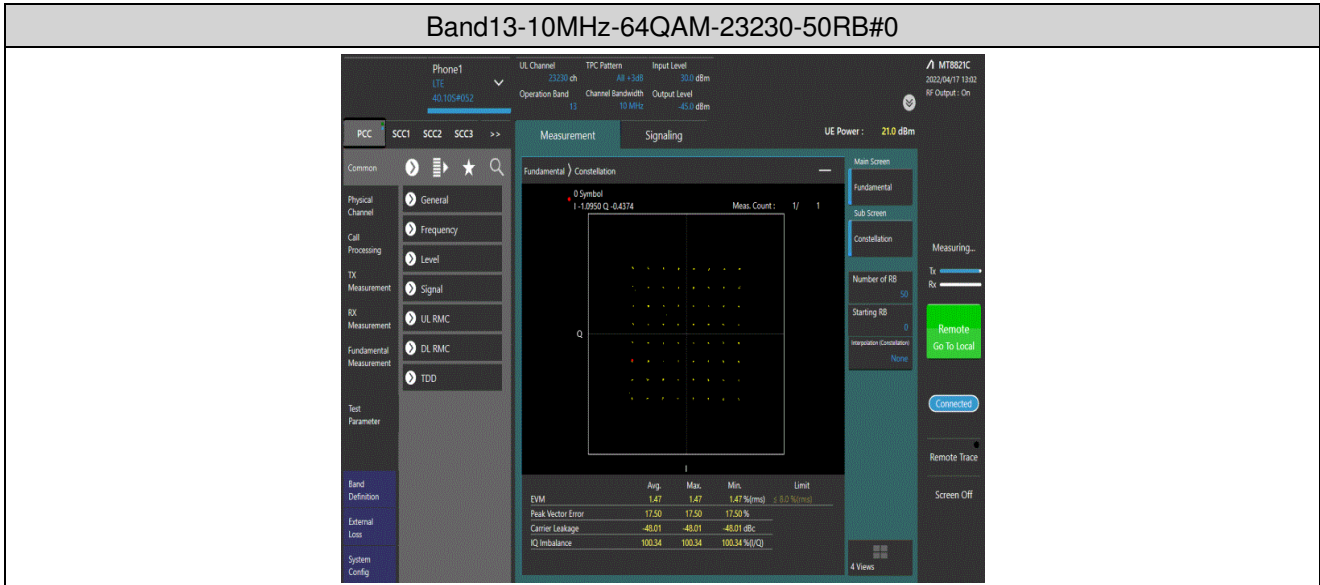 Band13-10MHz-64QAM-23230-50RB#0
Phone1
LTE
40.10S#052
UL Channel TPC Pattern Input Level
23230 ch All +3dB 30.0 dBm
Operation Band Channel Bandwidth Output Level
13 10 MHz -45.0 dBm
MT8821C
2022/04/17 13:02
RF Output : On
PCC SCC1 SCC2 SCC3 >>
Measurement Signaling
UE Power : 21.0 dBm
Common
Physical
Channel
Call
Processing
TX
Measurement
RX
Measurement
Fundamental
Measurement
Test
Parameter
Band
Definition
External
Loss
System
Config
General
Frequency
Level
Signal
UL RMC
DL RMC
TDD
Fundamental Constellation
0 Symbol
I -1.0950 Q -0.4374 Meas. Count : 1/ 1
Q
I
Avg. Max. Min. Limit
EVM 1.47 1.47 1.47 %(rms) ≤ 8.0 %(rms)
Peak Vector Error 17.50 17.50 17.50 %
Carrier Leakage -48.01 -48.01 -48.01 dBc
IQ Imbalance 100.34 100.34 100.34 %(I/Q)
Main Screen
Fundamental
Sub Screen
Constellation
Number of RB
50
Starting RB
0
Interpolation (Constellation)
None
4 Views
Measuring...
Tx
Rx
Remote
Go To Local
Connected
Remote Trace
Screen Off